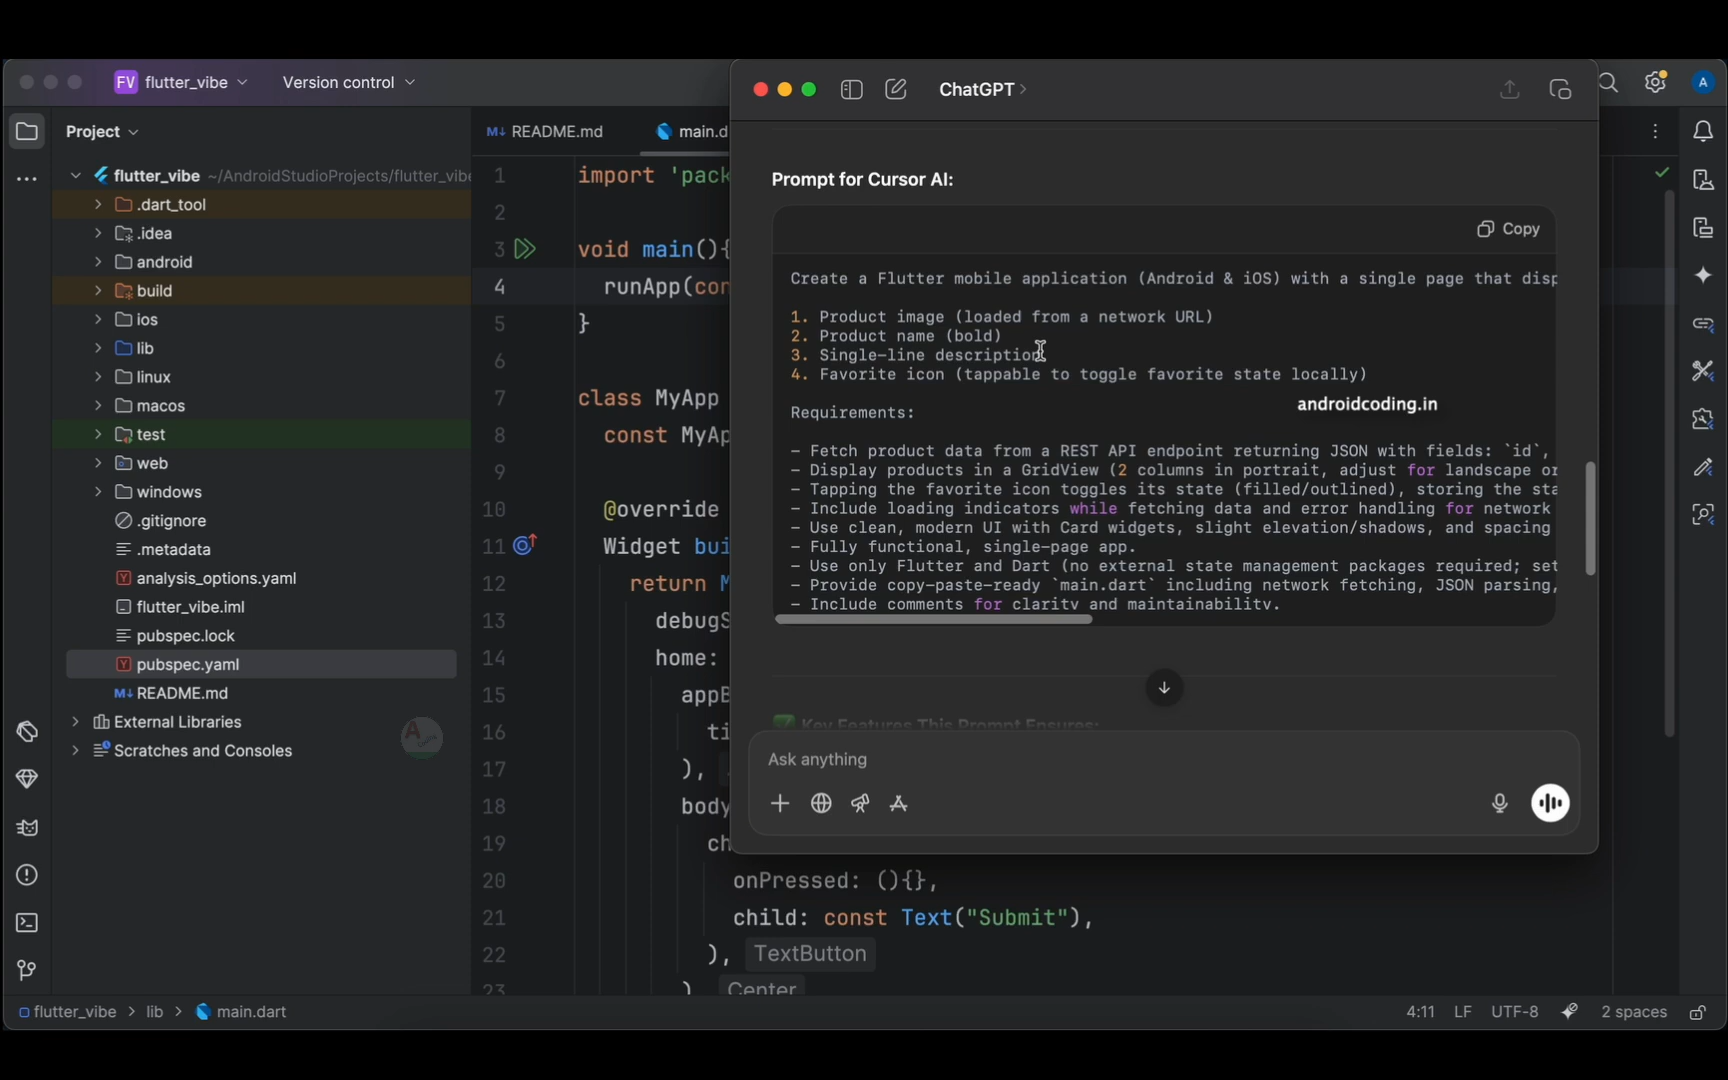 FV flutter_vibe
Version control
ChatGPT
A
Project
README.md
main.d
flutter_vibe ~/AndroidStudioProjects/flutter_vibe
.dart_tool
.idea
android
build
ios
lib
linux
macos
test
web
windows
.gitignore
.metadata
analysis_options.yaml
flutter_vibe.iml
pubspec.lock
pubspec.yaml
README.md
External Libraries
Scratches and Consoles
1 import 'pack
2
3 void main(){
4 runApp(con
5 }
6
7 class MyApp
8 const MyAp
9
10 @override
11 Widget bui
12 return M
13 debugS
14 home:
15 appB
16 ti
17 ),
18 body
19 ch
20 onPressed: (){},
21 child: const Text("Submit"),
22 ), TextButton
23 ) Center
Prompt for Cursor AI:
Copy
Create a Flutter mobile application (Android & iOS) with a single page that disp
1. Product image (loaded from a network URL)
2. Product name (bold)
3. Single-line description
4. Favorite icon (tappable to toggle favorite state locally)
androidcoding.in
Requirements:
- Fetch product data from a REST API endpoint returning JSON with fields: `id`,
- Display products in a GridView (2 columns in portrait, adjust for landscape or
- Tapping the favorite icon toggles its state (filled/outlined), storing the sta
- Include loading indicators while fetching data and error handling for network
- Use clean, modern UI with Card widgets, slight elevation/shadows, and spacing
- Fully functional, single-page app.
- Use only Flutter and Dart (no external state management packages required; set
- Provide copy-paste-ready `main.dart` including network fetching, JSON parsing,
- Include comments for clarity and maintainability.
Key Features This Prompt Ensures:
Ask anything
flutter_vibe > lib > main.dart
4:11 LF UTF-8 2 spaces